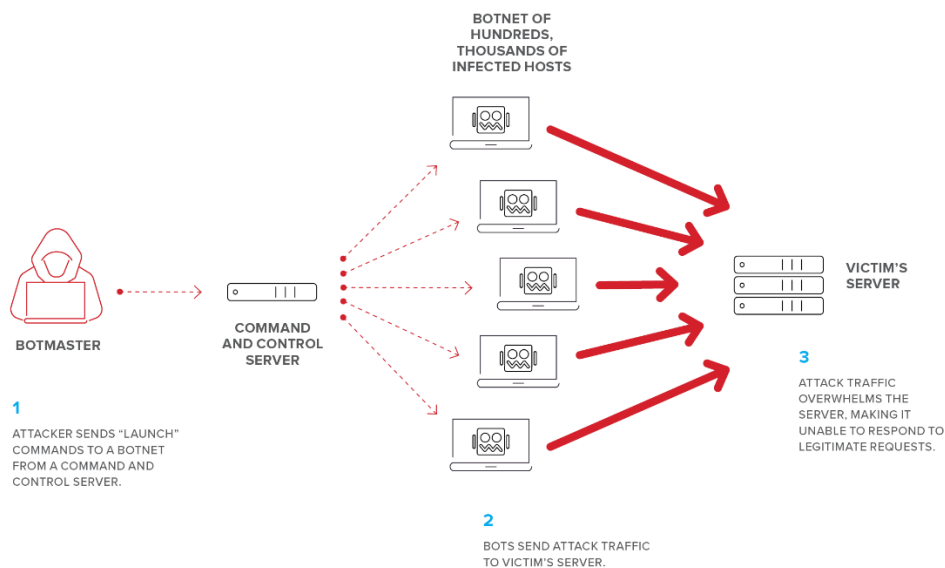 BOTNET OF
HUNDREDS,
THOUSANDS OF
INFECTED HOSTS
BOTMASTER
COMMAND
AND CONTROL
SERVER
VICTIM'S
SERVER
1
ATTACKER SENDS “LAUNCH”
COMMANDS TO A BOTNET
FROM A COMMAND AND
CONTROL SERVER.
2
BOTS SEND ATTACK TRAFFIC
TO VICTIM'S SERVER.
3
ATTACK TRAFFIC
OVERWHELMS THE
SERVER, MAKING IT
UNABLE TO RESPOND TO
LEGITIMATE REQUESTS.